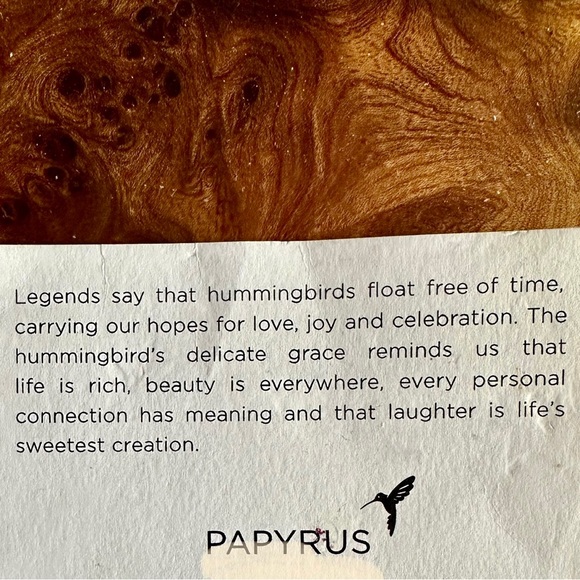 Legends say that hummingbirds float free of time,
carrying our hopes for love, joy and celebration. The
hummingbird's delicate grace reminds us that
life is rich, beauty is everywhere, every personal
connection has meaning and that laughter is life's
sweetest creation.
PAPYRUS